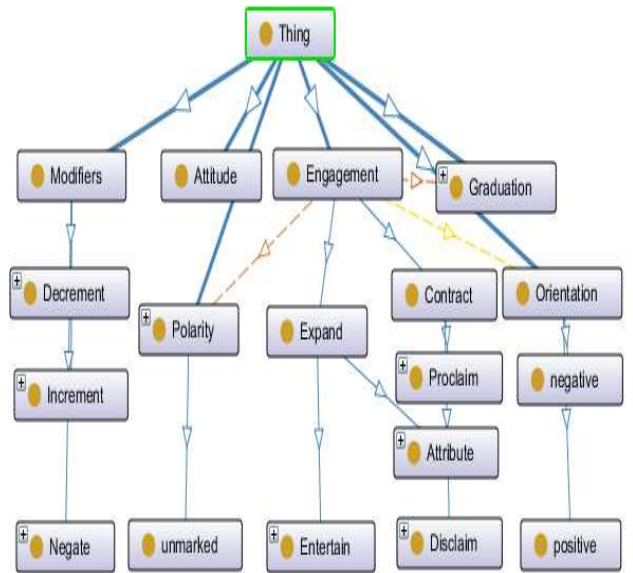 Thing
Modifiers
Attitude
Engagement
+ Graduation
+ Decrement
+ Polarity
Expand
Contract
Orientation
+ Increment
+ Proclaim
negative
+ Attribute
+ Negate
unmarked
+ Entertain
+ Disclaim
positive